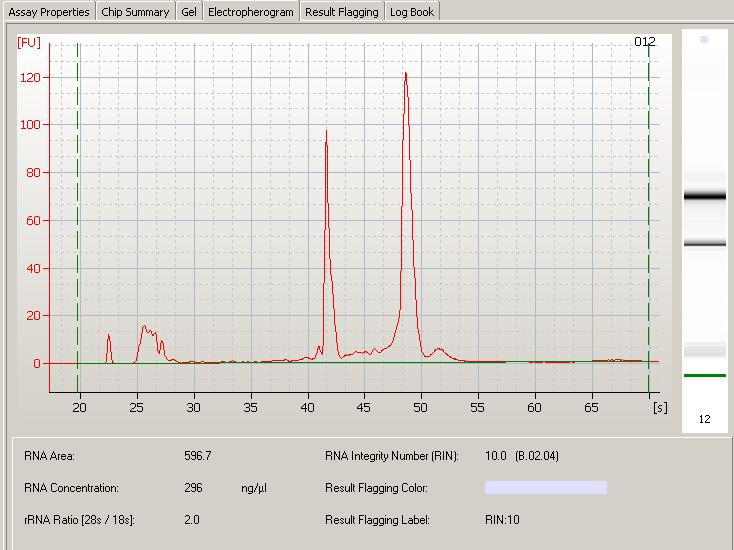 Assay Properties Chip Summary Gel Electropherogram Result Flagging Log Book
[FU]
012
120
100
80
60
40
20
0
20 25 30 35 40 45 50 55 60 65 [s]
12
RNA Area: 596.7 RNA Integrity Number (RIN): 10.0 (B.02.04)
RNA Concentration: 296 ng/µl Result Flagging Color:
rRNA Ratio [28s / 18s]: 2.0 Result Flagging Label: RIN:10